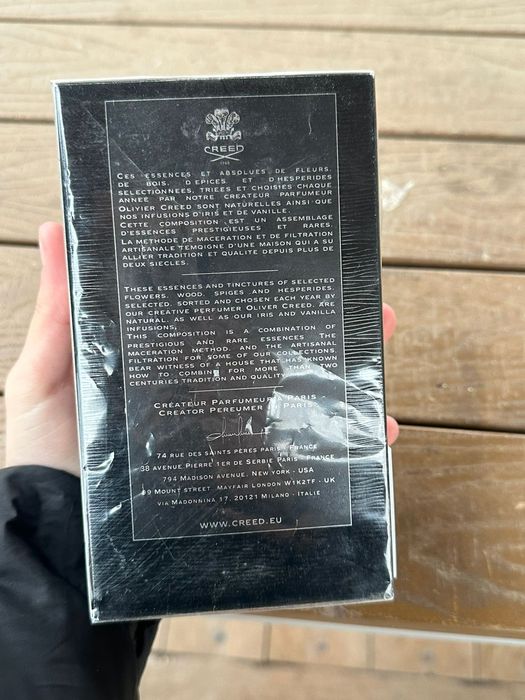 CREED
1760
CES ESSENCES ET ABSOLUES DE FLEURS,
DE BOIS, D'EPICES ET D'HESPERIDES
SELECTIONNEES, TRIEES ET CHOISIES CHAQUE
ANNEE PAR NOTRE CREATEUR PARFUMEUR
OLIVIER CREED SONT NATURELLES AINSI QUE
NOS INFUSIONS D'IRIS ET DE VANILLE.
CETTE COMPOSITION EST UN ASSEMBLAGE
D'ESSENCES PRESTIGIEUSES ET RARES.
LA METHODE DE MACERATION ET DE FILTRATION
ARTISANALE TEMOIGNE D'UNE MAISON QUI A SU
ALLIER TRADITION ET QUALITE DEPUIS PLUS DE
DEUX SIECLES.
THESE ESSENCES AND TINCTURES OF SELECTED
FLOWERS, WOOD, SPIGES AND HESPERIDES,
SELECTED, SORTED AND CHOSEN EACH YEAR BY
OUR CREATIVE PERFUMER OLIVER CREED, ARE
NATURAL, AS WELL AS OUR IRIS AND VANILLA
INFUSIONS,
THIS COMPOSITION IS A COMBINATION OF
PRESTIGIOUS AND RARE ESSENCES THE
MACERATION METHOD, AND THE ARTISANAL
FILTRATION FOR SOME OF OUR COLLECTIONS,
BEAR WITNESS OF A HOUSE THAT HAS KNOWN
HOW TO COMBINE FOR MORE THAN TWO
CENTURIES TRADITION AND QUALITY
CRÉATEUR PARFUMEUR À PARIS
CREATOR PEREUMER PARIS
74 RUE DES SAINTS PÈRES PARIS FRANCE
38 AVENUE PIERRE 1ER DE SERBIE PARIS - FRANCE
794 MADISON AVENUE, NEW YORK - USA
49 MOUNT STREET, MAYFAIR LONDON W1K2TF - UK
VIA MADONNINA 17, 20121 MILANO - ITALIE
WWW.CREED.EU